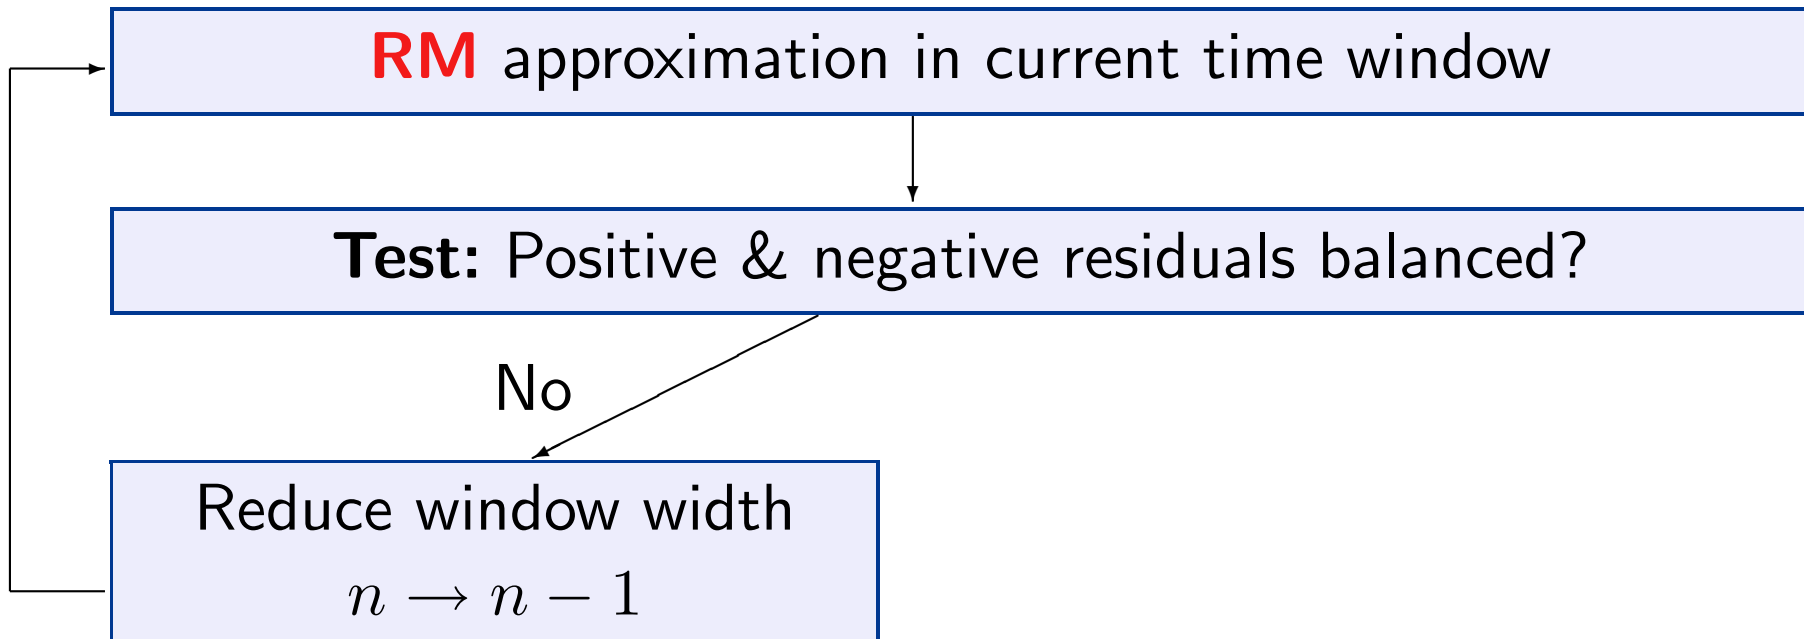 RM approximation in current time window
Test: Positive & negative residuals balanced?
No
Reduce window width
n → n − 1